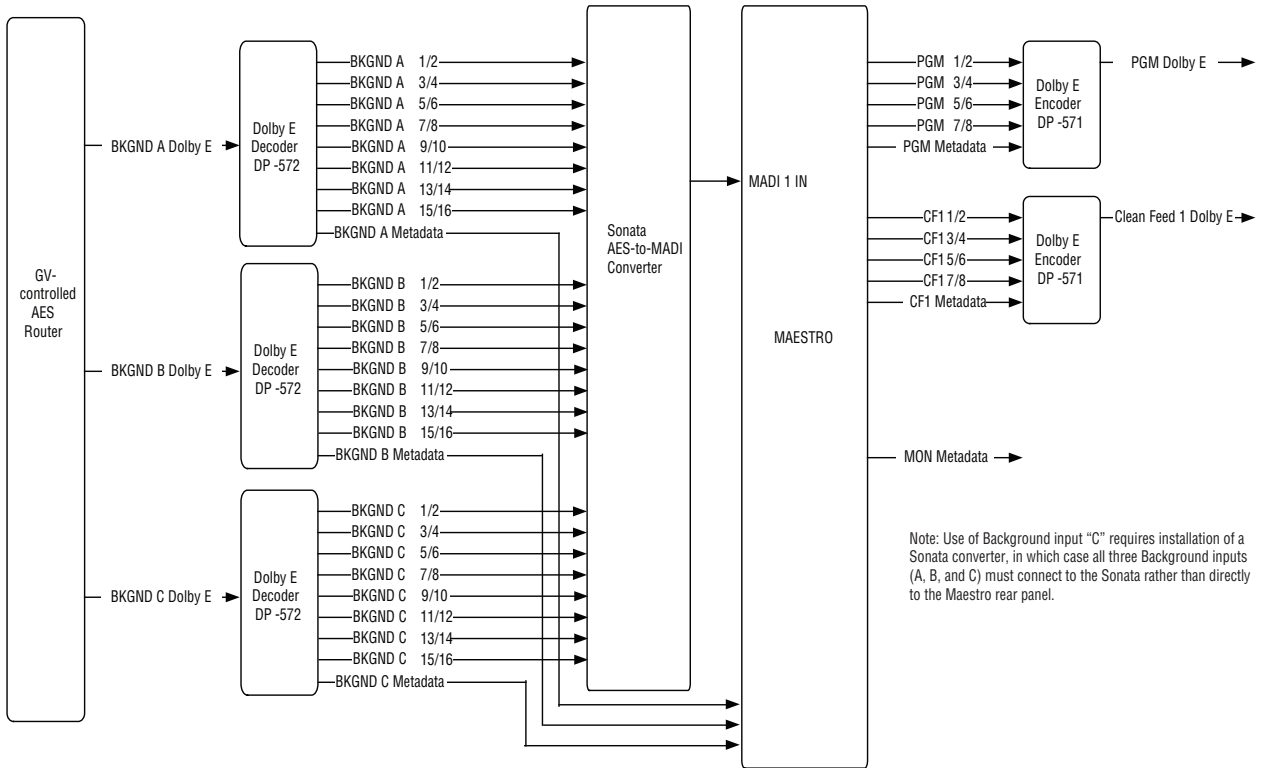 GV-
controlled
AES
Router
BKGND A Dolby E
BKGND B Dolby E
BKGND C Dolby E
Dolby E
Decoder
DP -572
BKGND A 1/2
BKGND A 3/4
BKGND A 5/6
BKGND A 7/8
BKGND A 9/10
BKGND A 11/12
BKGND A 13/14
BKGND A 15/16
BKGND A Metadata
Dolby E
Decoder
DP -572
BKGND B 1/2
BKGND B 3/4
BKGND B 5/6
BKGND B 7/8
BKGND B 9/10
BKGND B 11/12
BKGND B 13/14
BKGND B 15/16
BKGND B Metadata
Dolby E
Decoder
DP -572
BKGND C 1/2
BKGND C 3/4
BKGND C 5/6
BKGND C 7/8
BKGND C 9/10
BKGND C 11/12
BKGND C 13/14
BKGND C 15/16
BKGND C Metadata
Sonata
AES-to-MADI
Converter
MADI 1 IN
MAESTRO
PGM 1/2
PGM 3/4
PGM 5/6
PGM 7/8
PGM Metadata
Dolby E
Encoder
DP -571
PGM Dolby E
CF1 1/2
CF1 3/4
CF1 5/6
CF1 7/8
CF1 Metadata
Dolby E
Encoder
DP -571
Clean Feed 1 Dolby E
MON Metadata
Note: Use of Background input “C” requires installation of a
Sonata converter, in which case all three Background inputs
(A, B, and C) must connect to the Sonata rather than directly
to the Maestro rear panel.